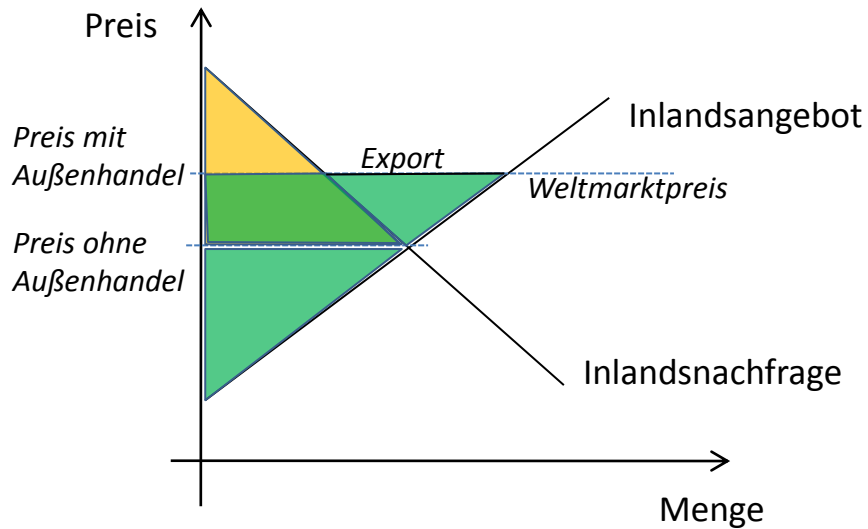 Preis
Inlandsangebot
Preis mit
Außenhandel
Export
Weltmarktpreis
Preis ohne
Außenhandel
Inlandsnachfrage
Menge